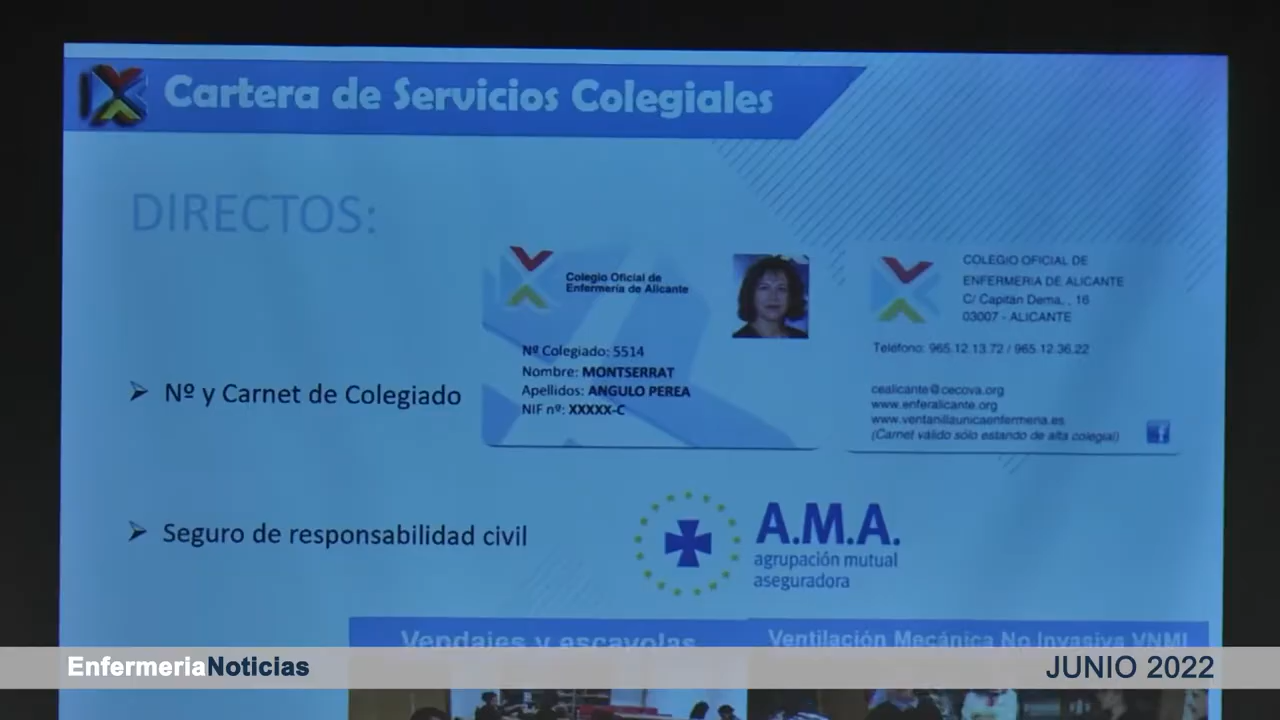 Cartera de Servicios Colegiales
DIRECTOS:
Colegio Oficial de
Enfermería de Alicante
Nº Colegiado: 5514
Nombre: MONTSERRAT
Apellidos: ANGULO PEREA
NIF nº: XXXXX-C
COLEGIO OFICIAL DE
ENFERMERIA DE ALICANTE
C/ Capitán Dema, , 16
03007 - ALICANTE
Teléfono: 965.12.13.72 / 965.12.36.22
cealicante@cecova.org
www.enferalicante.org
www.ventanillaunicaenfermeria.es
(Carnet válido sólo estando de alta colegial)
➢ Nº y Carnet de Colegiado
➢ Seguro de responsabilidad civil
A.M.A.
agrupación mutual
aseguradora
Vendajes y escayolas
Ventilación Mecánica No Invasiva VNMI
EnfermeriaNoticias
JUNIO 2022